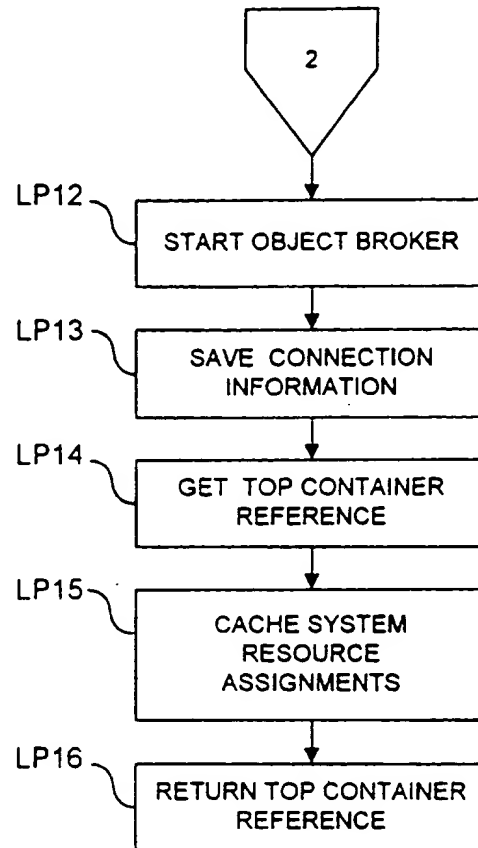 2
LP12
START OBJECT BROKER
LP13
SAVE CONNECTION
INFORMATION
LP14
GET TOP CONTAINER
REFERENCE
LP15
CACHE SYSTEM
RESOURCE
ASSIGNMENTS
LP16
RETURN TOP CONTAINER
REFERENCE